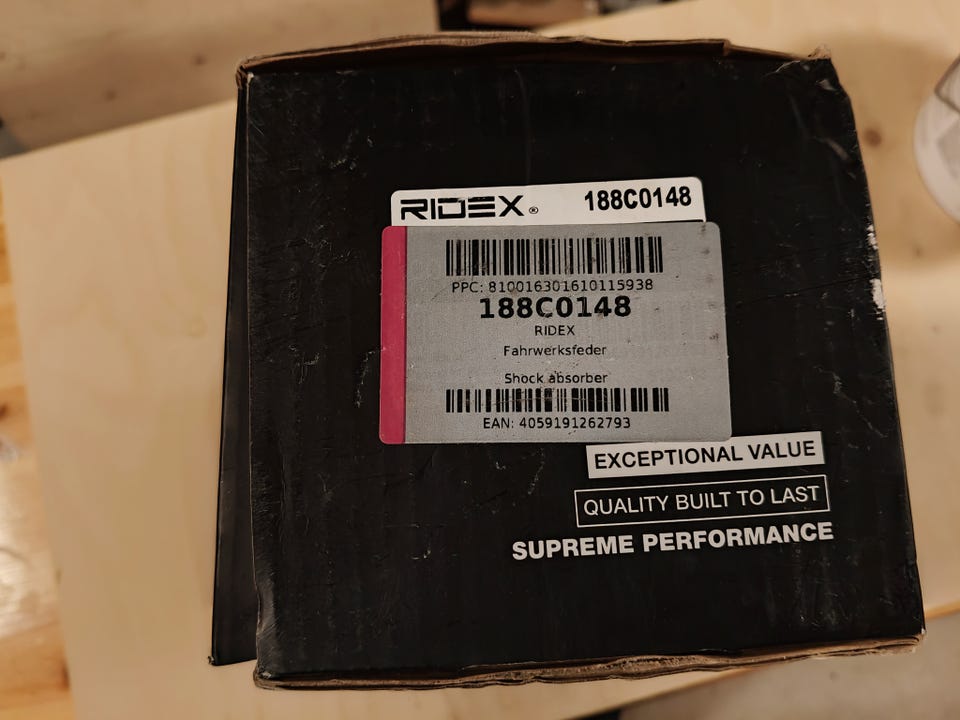 RIDEX® 188C0148
PPC: 810016301610115938
188C0148
RIDEX
Fahrwerksfeder
Shock absorber
EAN: 4059191262793
EXCEPTIONAL VALUE
QUALITY BUILT TO LAST
SUPREME PERFORMANCE